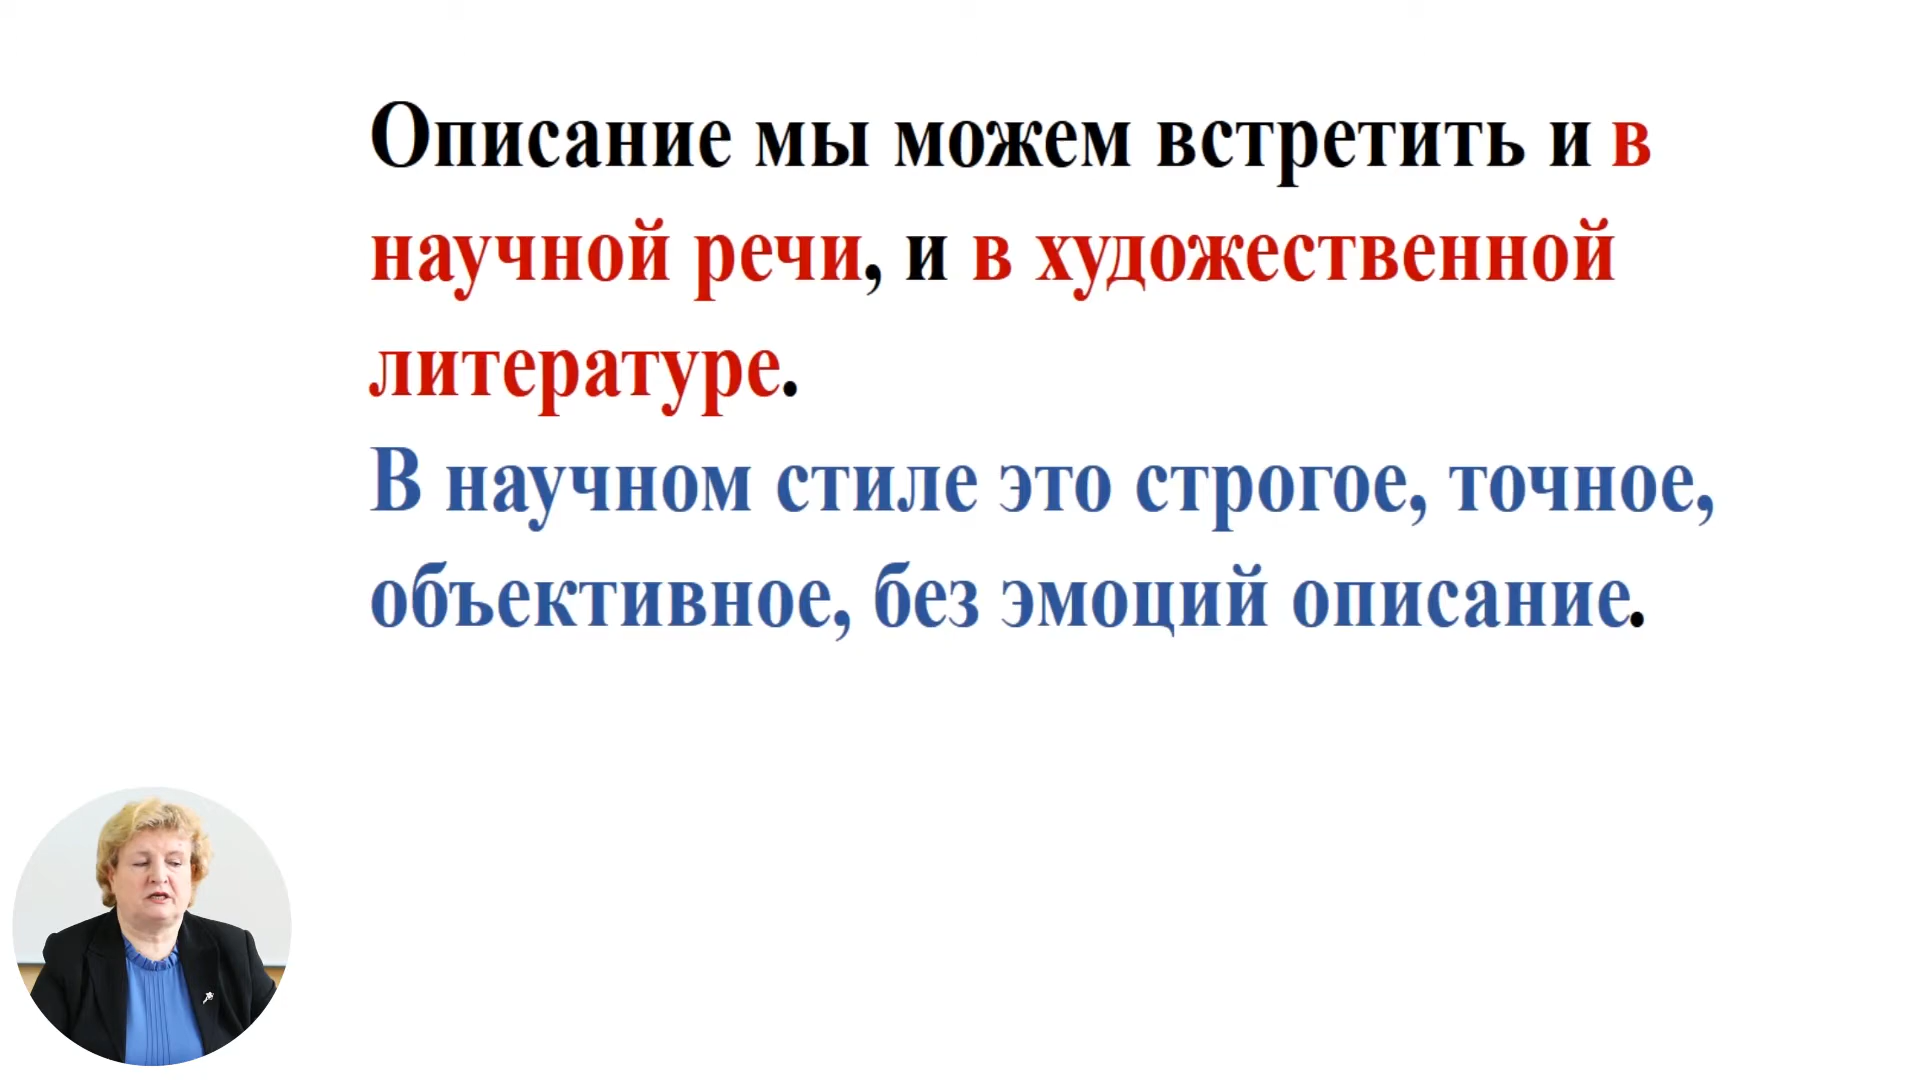 Описание мы можем встретить и в
научной речи, и в художественной
литературе.
В научном стиле это строгое, точное,
объективное, без эмоций описание.